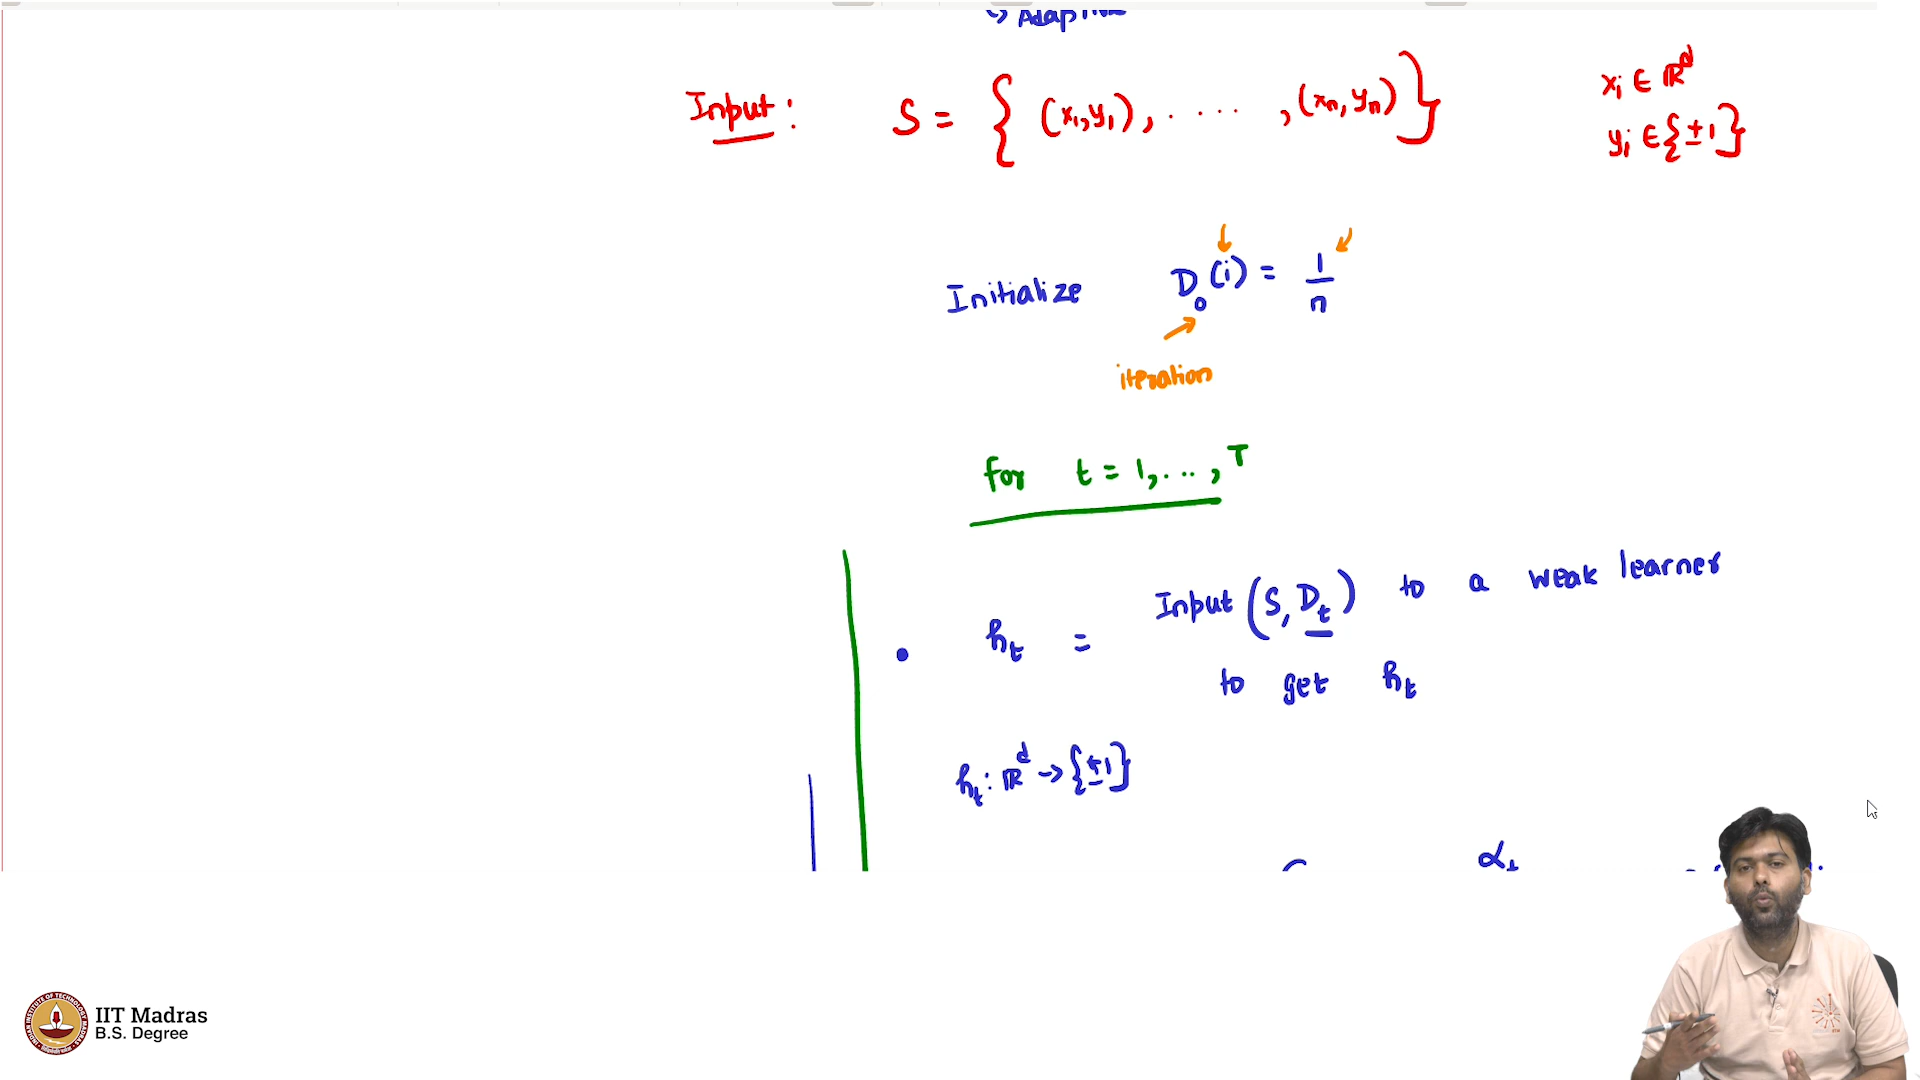 ↳ Adaptive
Input : S = { (x₁,y₁), . . . . , (xₙ,yₙ) } xᵢ ∈ ℝᵈ
yᵢ ∈ {±1}
Initialize D₀(i) = 1/n
iteration
For t = 1, . . . , T
• hₜ = Input (S, Dₜ) to a weak learner
to get hₜ
hₜ : ℝᵈ → {±1}
αₜ
IIT Madras
B.S. Degree